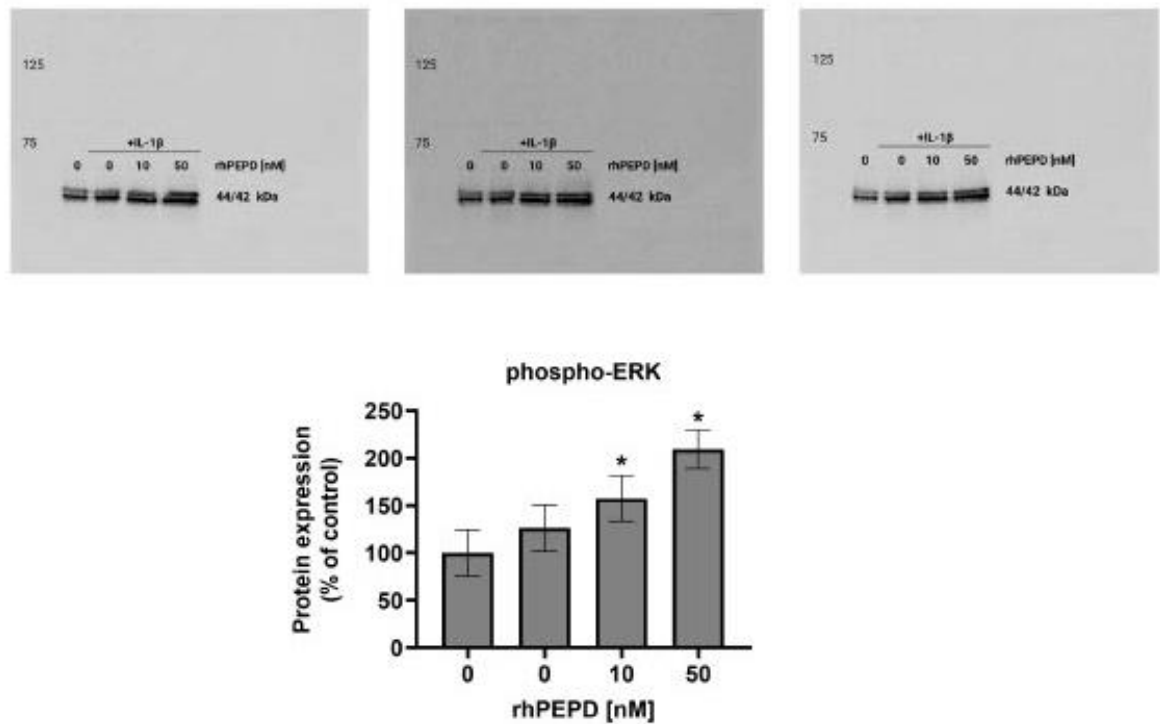 125
75
+IL-1β
0 0 10 50 rhPEPD [nM]
44/42 kDa
125
75
+IL-1β
0 0 10 50 rhPEPD [nM]
44/42 kDa
125
75
+IL-1β
0 0 10 50 rhPEPD [nM]
44/42 kDa
phospho-ERK
Protein expression
(% of control)
250
200
150
100
50
0
*
*
0 0 10 50
rhPEPD [nM]